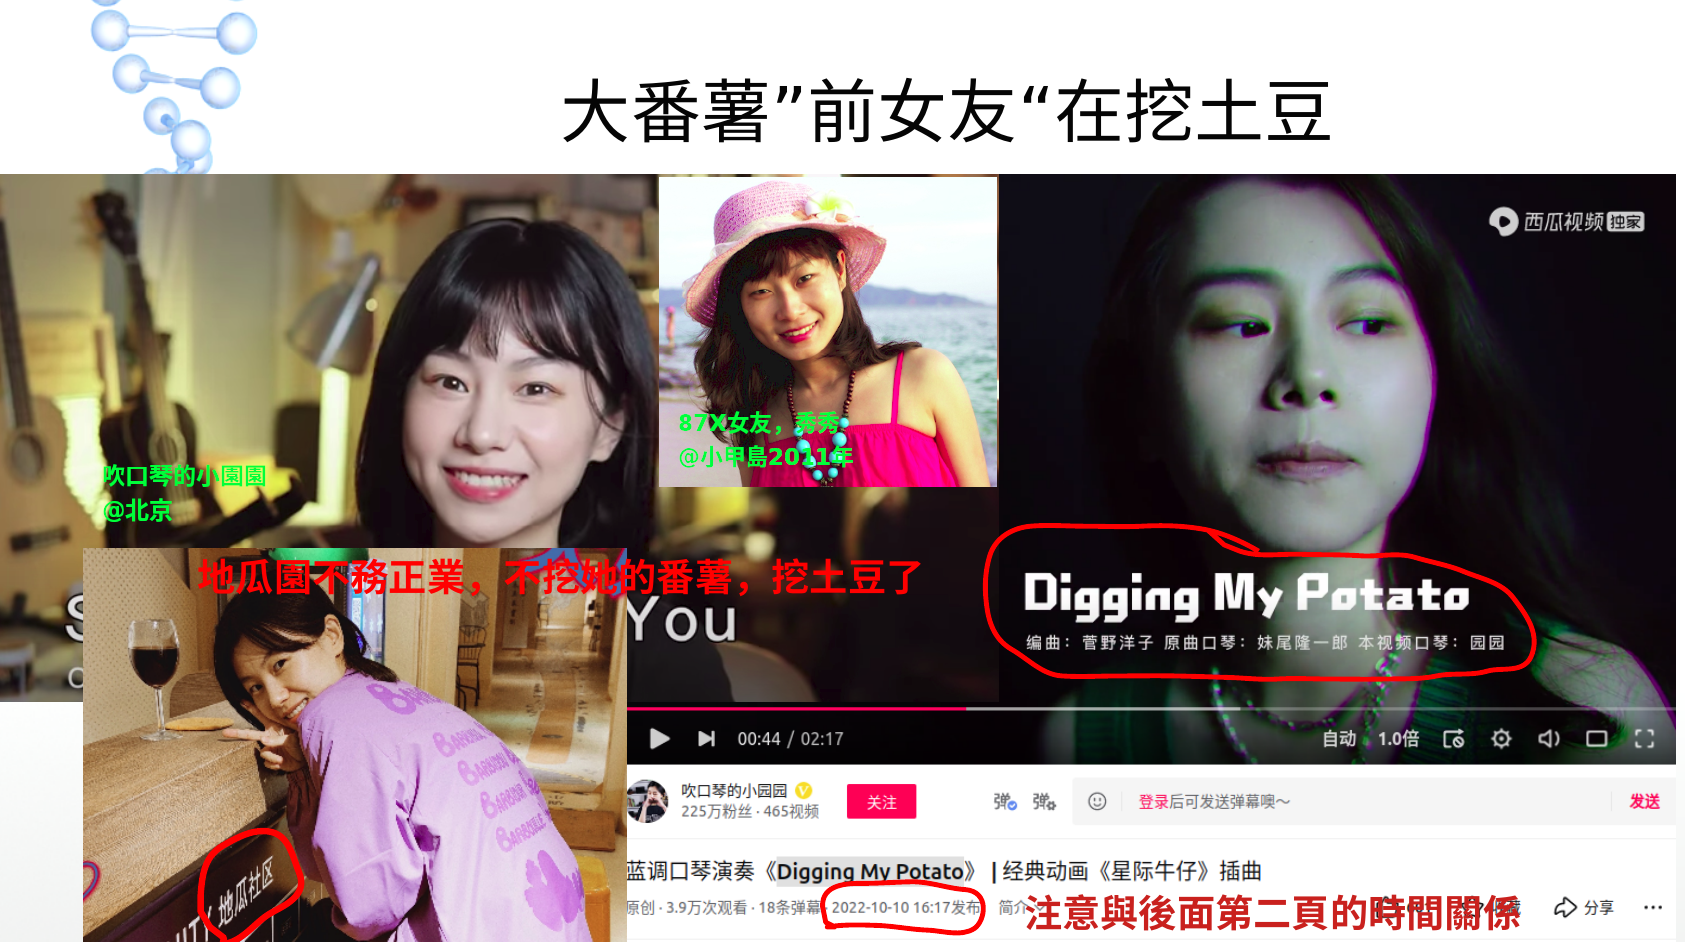 大番薯”前女友“在挖土豆
西瓜视频 独家
87X女友，秀秀
@小甲島2011年
吹口琴的小園園
@北京
地瓜園不務正業，不挖她的番薯，挖土豆了
You
Digging My Potato
编曲：菅野洋子 原曲口琴：妹尾隆一郎 本视频口琴：园园
00:44 / 02:17
自动 1.0倍
吹口琴的小园园
225万粉丝 · 465视频
关注
登录后可发送弹幕噢～
发送
BARBOUR
地瓜社区
蓝调口琴演奏《Digging My Potato》 | 经典动画《星际牛仔》插曲
原创 · 3.9万次观看 · 18条弹幕 · 2022-10-10 16:17发布 简介
注意與後面第二頁的時間關係
分享